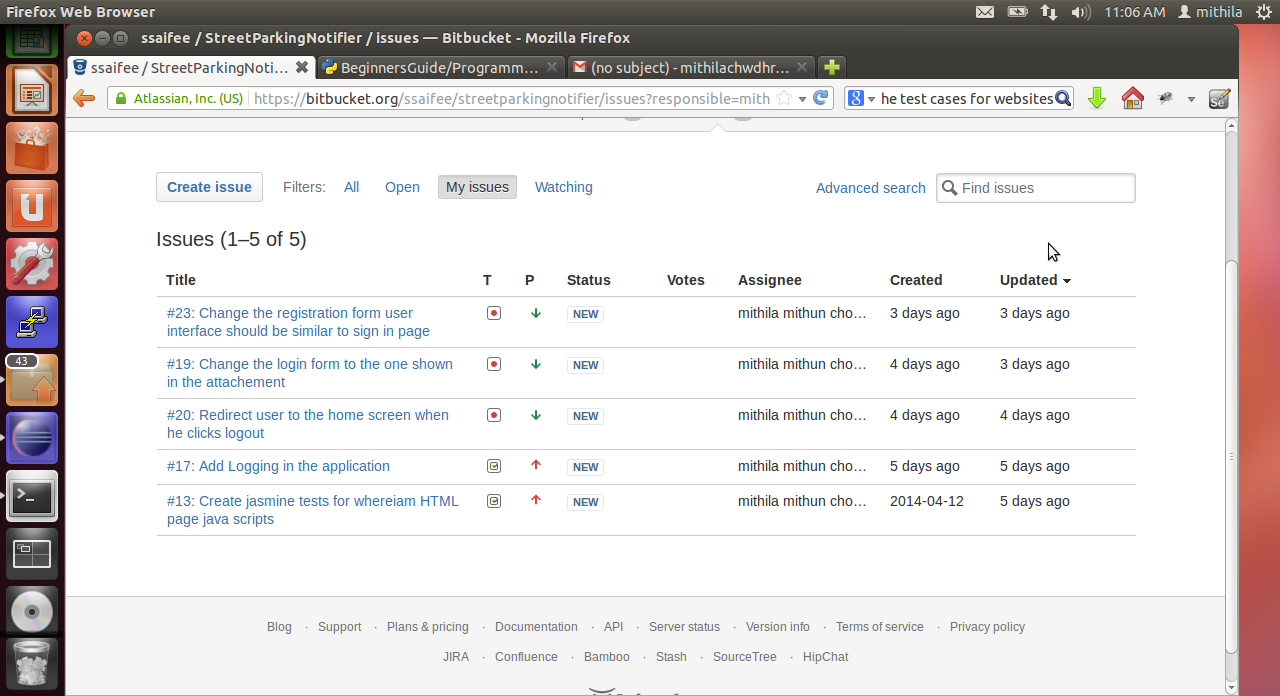 Firefox Web Browser
11:06 AM
mithila
ssaifee / StreetParkingNotifier / issues — Bitbucket - Mozilla Firefox
ssaifee / StreetParkingNoti…
BeginnersGuide/Programm…
(no subject) - mithilachwdhr…
Atlassian, Inc. (US)
https://bitbucket.org/ssaifee/streetparkingnotifier/issues?responsible=mith
he test cases for websites
Se
Create issue
Filters:
All
Open
My issues
Watching
Advanced search
Find issues
Issues (1–5 of 5)
Title T P Status Votes Assignee Created Updated
#23: Change the registration form user
interface should be similar to sign in page
NEW mithila mithun cho… 3 days ago 3 days ago
#19: Change the login form to the one shown
in the attachement
NEW mithila mithun cho… 4 days ago 3 days ago
#20: Redirect user to the home screen when
he clicks logout
NEW mithila mithun cho… 4 days ago 4 days ago
#17: Add Logging in the application
NEW mithila mithun cho… 5 days ago 5 days ago
#13: Create jasmine tests for whereiam HTML
page java scripts
NEW mithila mithun cho… 2014-04-12 5 days ago
43
Blog · Support · Plans & pricing · Documentation · API · Server status · Version info · Terms of service · Privacy policy
JIRA · Confluence · Bamboo · Stash · SourceTree · HipChat